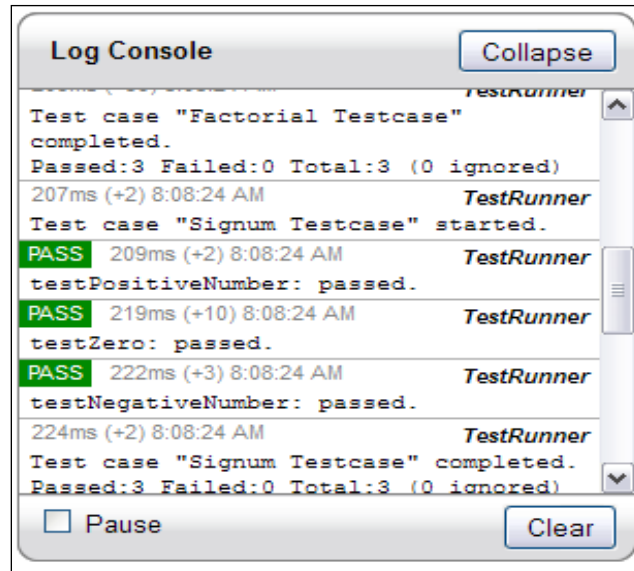 Log Console
Collapse
TestRunner
Test case "Factorial Testcase"
completed.
Passed:3 Failed:0 Total:3 (0 ignored)
207ms (+2) 8:08:24 AM TestRunner
Test case "Signum Testcase" started.
PASS 209ms (+2) 8:08:24 AM TestRunner
testPositiveNumber: passed.
PASS 219ms (+10) 8:08:24 AM TestRunner
testZero: passed.
PASS 222ms (+3) 8:08:24 AM TestRunner
testNegativeNumber: passed.
224ms (+2) 8:08:24 AM TestRunner
Test case "Signum Testcase" completed.
Passed:3 Failed:0 Total:3 (0 ignored)
Pause
Clear